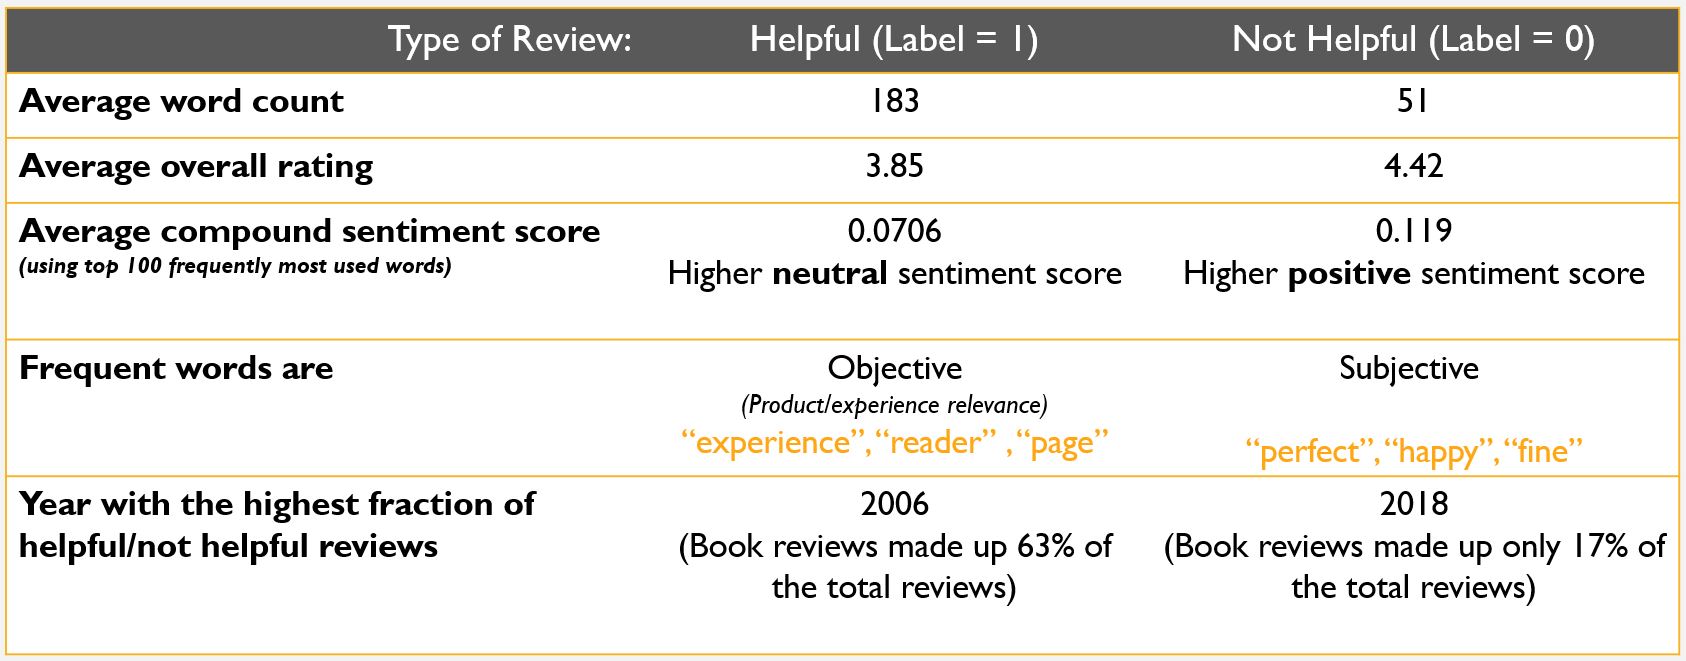 Type of Review: Helpful (Label = 1) Not Helpful (Label = 0)
Average word count 183 51
Average overall rating 3.85 4.42
Average compound sentiment score 0.0706 0.119
(using top 100 frequently most used words) Higher neutral sentiment score Higher positive sentiment score
Frequent words are Objective Subjective
(Product/experience relevance)
“experience”, “reader” , “page” “perfect”, “happy”, “fine”
Year with the highest fraction of 2006 2018
helpful/not helpful reviews (Book reviews made up 63% of (Book reviews made up only 17% of
the total reviews) the total reviews)